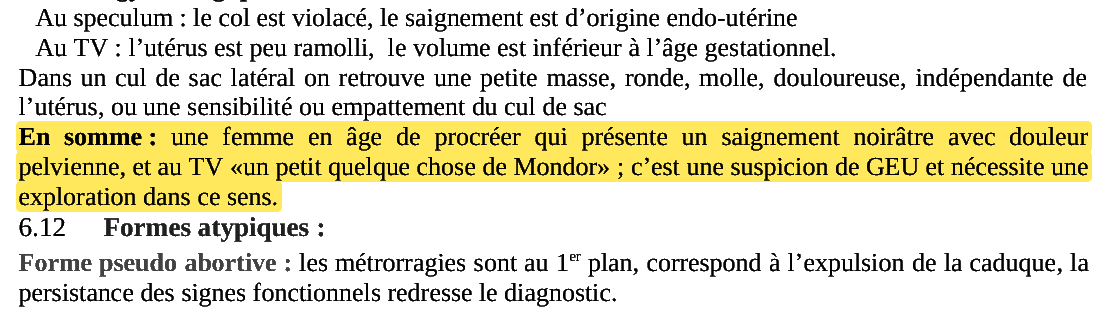 Au speculum : le col est violacé, le saignement est d’origine endo-utérine
Au TV : l’utérus est peu ramolli, le volume est inférieur à l’âge gestationnel.
Dans un cul de sac latéral on retrouve une petite masse, ronde, molle, douloureuse, indépendante de
l’utérus, ou une sensibilité ou empattement du cul de sac
En somme : une femme en âge de procréer qui présente un saignement noirâtre avec douleur
pelvienne, et au TV «un petit quelque chose de Mondor» ; c’est une suspicion de GEU et nécessite une
exploration dans ce sens.
6.12 Formes atypiques :
Forme pseudo abortive : les métrorragies sont au 1er plan, correspond à l’expulsion de la caduque, la
persistance des signes fonctionnels redresse le diagnostic.